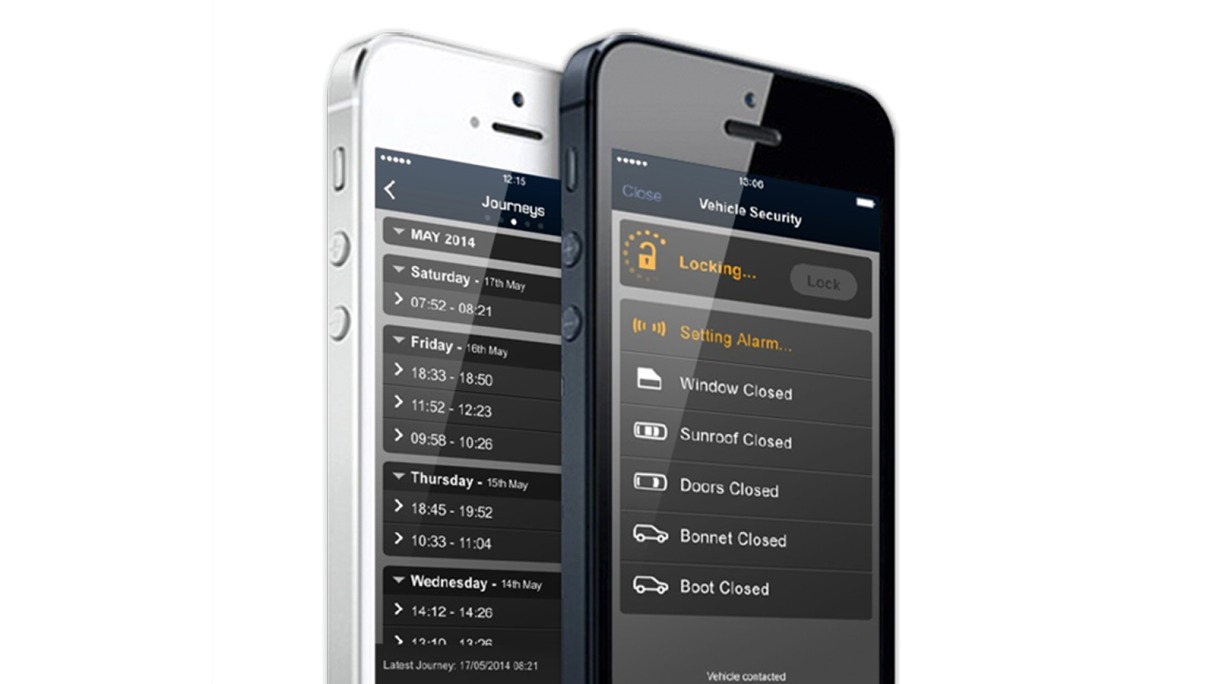 12:15
Journeys
MAY 2014
Saturday - 17th May
07:52 - 08:21
Friday - 16th May
18:33 - 18:50
11:52 - 12:23
09:58 - 10:26
Thursday - 15th May
18:45 - 19:52
10:33 - 11:04
Wednesday - 14th May
14:12 - 14:26
13:10 - 13:26
Latest Journey: 17/05/2014 08:21
13:06
Close
Vehicle Security
Locking...
Lock
Setting Alarm...
Window Closed
Sunroof Closed
Doors Closed
Bonnet Closed
Boot Closed
Vehicle contacted